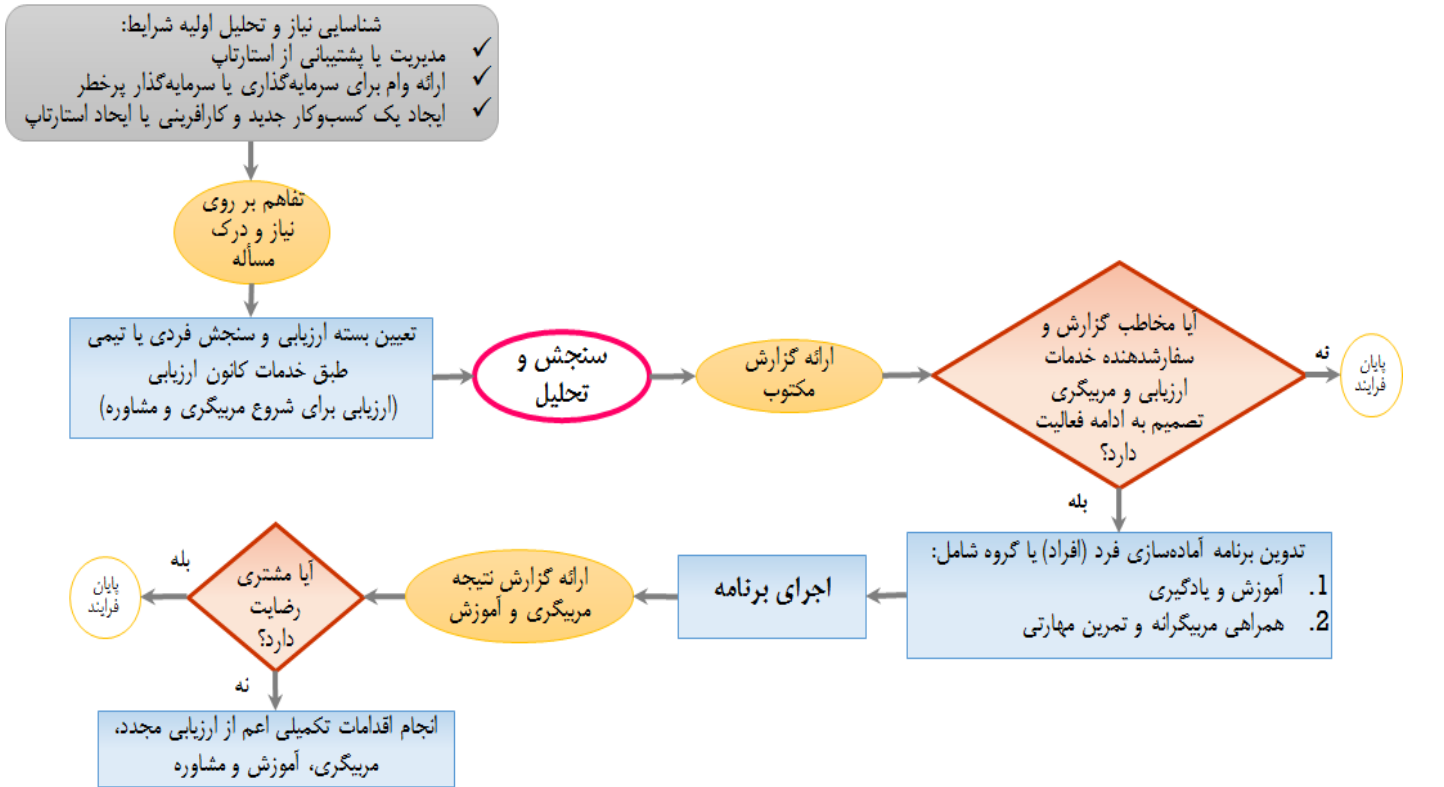 شناسایی نیاز و تحلیل اولیه شرایط:
✓ مدیریت یا پشتیبانی از استارتاپ
✓ ارائه وام برای سرمایه‌گذاری یا سرمایه‌گذار پرخطر
✓ ایجاد یک کسب‌وکار جدید و کارافرینی یا ایحاد استارتاپ
تفاهم بر روی
نیاز و درک
مسأله
تعیین بسته ارزیابی و سنجش فردی یا تیمی
طبق خدمات کانون ارزیابی
(ارزیابی برای شروع مربیگری و مشاوره)
سنجش و
تحلیل
ارائه گزارش
مکتوب
آیا مخاطب گزارش و
سفارش‌دهنده خدمات
ارزیابی و مربیگری
تصمیم به ادامه فعالیت
دارد؟
نه
پایان
فرایند
بله
تدوین برنامه آماده‌سازی فرد (افراد) یا گروه شامل:
1. آموزش و یادگیری
2. همراهی مربیگرانه و تمرین مهارتی
اجرای برنامه
ارائه گزارش نتیجه
مربیگری و آموزش
آیا مشتری
رضایت
دارد؟
بله
پایان
فرایند
نه
انجام اقدامات تکمیلی اعم از ارزیابی مجدد،
مربیگری، آموزش و مشاوره